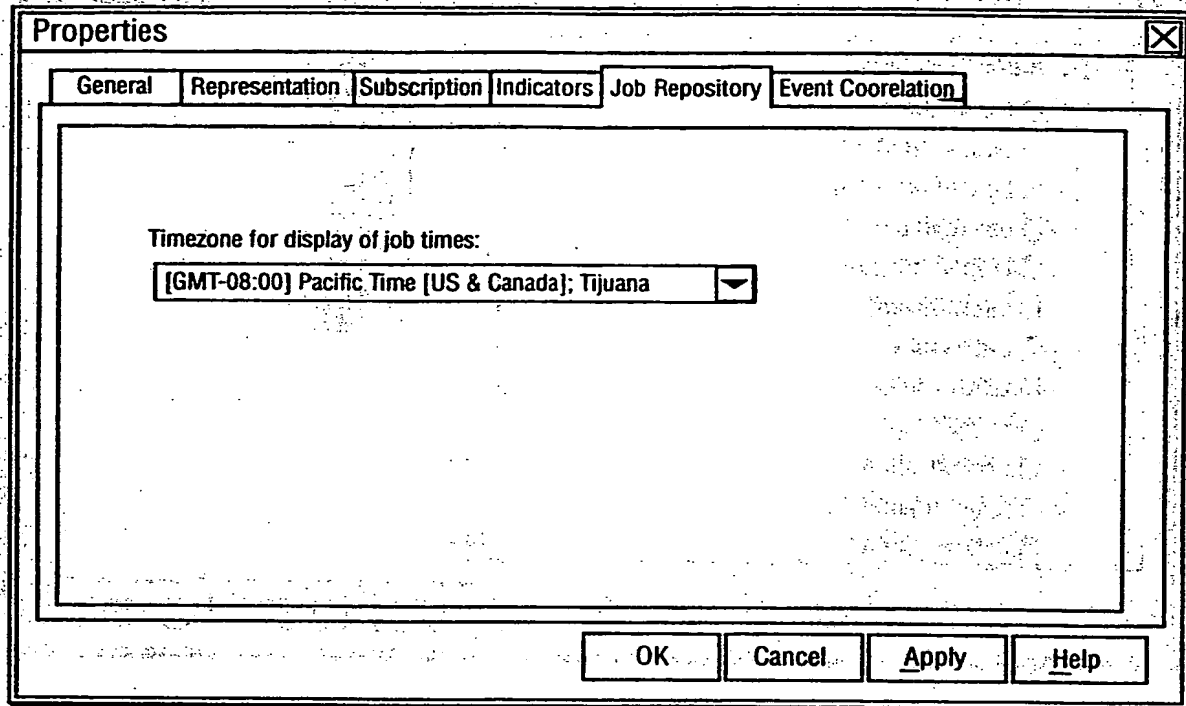 Properties
General Representation Subscription Indicators Job Repository Event Coorelation
Timezone for display of job times:
[GMT-08:00] Pacific Time [US & Canada]; Tijuana
OK Cancel Apply Help